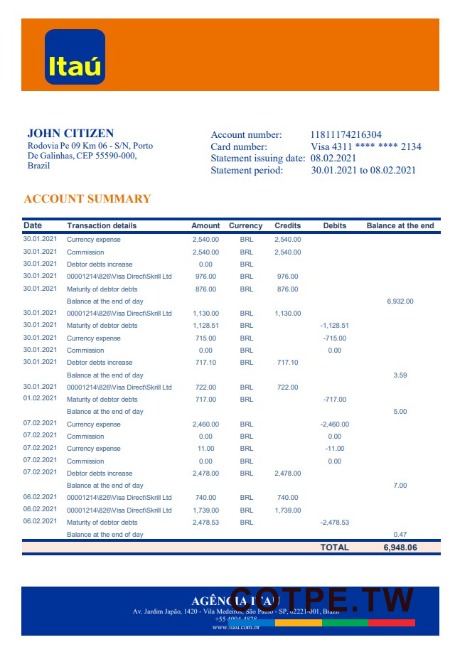 Itaú
JOHN CITIZEN
Rodovia Pe 09 Km 06 - S/N, Porto
De Galinhas, CEP 55590-000,
Brazil
Account number: 11811174216304
Card number: Visa 4311 **** **** 2134
Statement issuing date: 08.02.2021
Statement period: 30.01.2021 to 08.02.2021
ACCOUNT SUMMARY
Date Transaction details Amount Currency Credits Debits Balance at the end
30.01.2021 Currency expense 2,540.00 BRL 2,540.00
30.01.2021 Commission 2,540.00 BRL 2,540.00
30.01.2021 Debtor debts increase 0.00 BRL
30.01.2021 00001214\826\Visa Direct\Skrill Ltd 976.00 BRL 976.00
30.01.2021 Maturity of debtor debts 876.00 BRL 876.00
Balance at the end of day 6,932.00
30.01.2021 00001214\826\Visa Direct\Skrill Ltd 1,130.00 BRL 1,130.00
30.01.2021 Maturity of debtor debts 1,128.51 BRL -1,128.51
30.01.2021 Currency expense 715.00 BRL -715.00
30.01.2021 Commission 0.00 BRL 0.00
30.01.2021 Debtor debts increase 717.10 BRL 717.10
Balance at the end of day 3.59
30.01.2021 00001214\826\Visa Direct\Skrill Ltd 722.00 BRL 722.00
01.02.2021 Maturity of debtor debts 717.00 BRL -717.00
Balance at the end of day 5.00
07.02.2021 Currency expense 2,460.00 BRL -2,460.00
07.02.2021 Commission 0.00 BRL 0.00
07.02.2021 Currency expense 11.00 BRL -11.00
07.02.2021 Commission 0.00 BRL 0.00
07.02.2021 Debtor debts increase 2,478.00 BRL 2,478.00
Balance at the end of day 7.00
06.02.2021 00001214\826\Visa Direct\Skrill Ltd 740.00 BRL 740.00
06.02.2021 00001214\826\Visa Direct\Skrill Ltd 1,739.00 BRL 1,739.00
06.02.2021 Maturity of debtor debts 2,478.53 BRL -2,478.53
Balance at the end of day 0.47
TOTAL 6,948.06
AGÊNCIA ITAÚ
COTPE.TW
Av. Jardim Japão, 1420 - Vila Medeiros, São Paulo - SP, 02221-001, Brazil
www.itau.com.br